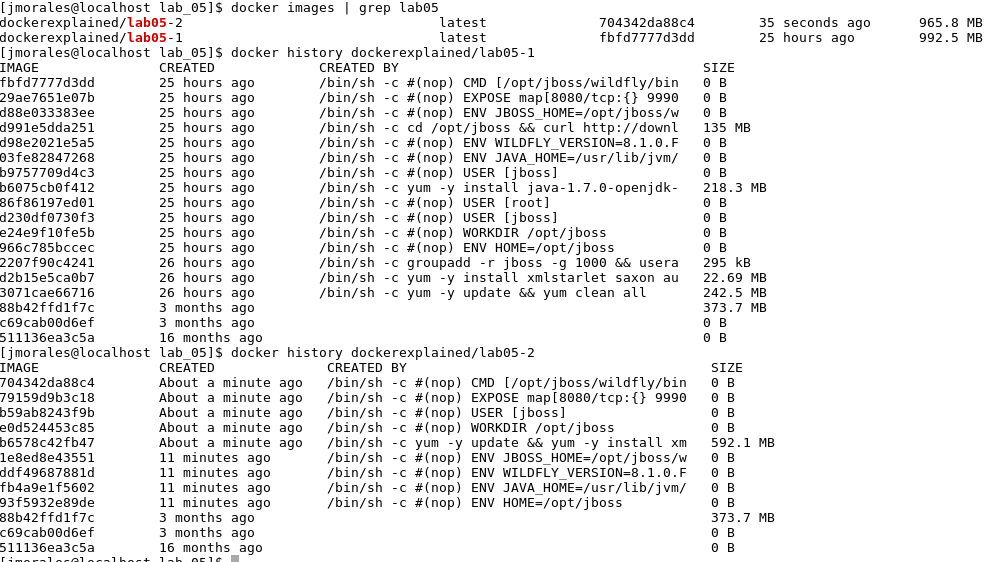 [jmorales@localhost lab_05]$ docker images | grep lab05
dockerexplained/lab05-2 latest 704342da88c4 35 seconds ago 965.8 MB
dockerexplained/lab05-1 latest fbfd7777d3dd 25 hours ago 992.5 MB
[jmorales@localhost lab_05]$ docker history dockerexplained/lab05-1
IMAGE CREATED CREATED BY SIZE
fbfd7777d3dd 25 hours ago /bin/sh -c #(nop) CMD [/opt/jboss/wildfly/bin 0 B
29ae7651e07b 25 hours ago /bin/sh -c #(nop) EXPOSE map[8080/tcp:{} 9990 0 B
d88e033383ee 25 hours ago /bin/sh -c #(nop) ENV JBOSS_HOME=/opt/jboss/w 0 B
d991e5dda251 25 hours ago /bin/sh -c cd /opt/jboss && curl http://downl 135 MB
d98e2021e5a5 25 hours ago /bin/sh -c #(nop) ENV WILDFLY_VERSION=8.1.0.F 0 B
03fe82847268 25 hours ago /bin/sh -c #(nop) ENV JAVA_HOME=/usr/lib/jvm/ 0 B
b9757709d4c3 25 hours ago /bin/sh -c #(nop) USER [jboss] 0 B
b6075cb0f412 25 hours ago /bin/sh -c yum -y install java-1.7.0-openjdk- 218.3 MB
86f86197ed01 25 hours ago /bin/sh -c #(nop) USER [root] 0 B
d230df0730f3 25 hours ago /bin/sh -c #(nop) USER [jboss] 0 B
e24e9f10fe5b 25 hours ago /bin/sh -c #(nop) WORKDIR /opt/jboss 0 B
966c785bccec 25 hours ago /bin/sh -c #(nop) ENV HOME=/opt/jboss 0 B
2207f90c4241 26 hours ago /bin/sh -c groupadd -r jboss -g 1000 && usera 295 kB
d2b15e5ca0b7 26 hours ago /bin/sh -c yum -y install xmlstarlet saxon au 22.69 MB
3071cae66716 26 hours ago /bin/sh -c yum -y update && yum clean all 242.5 MB
88b42ffd1f7c 3 months ago 373.7 MB
c69cab00d6ef 3 months ago 0 B
511136ea3c5a 16 months ago 0 B
[jmorales@localhost lab_05]$ docker history dockerexplained/lab05-2
IMAGE CREATED CREATED BY SIZE
704342da88c4 About a minute ago /bin/sh -c #(nop) CMD [/opt/jboss/wildfly/bin 0 B
79159d9b3c18 About a minute ago /bin/sh -c #(nop) EXPOSE map[8080/tcp:{} 9990 0 B
b59ab8243f9b About a minute ago /bin/sh -c #(nop) USER [jboss] 0 B
e0d524453c85 About a minute ago /bin/sh -c #(nop) WORKDIR /opt/jboss 0 B
b6578c42fb47 About a minute ago /bin/sh -c yum -y update && yum -y install xm 592.1 MB
1e8ed8e43551 11 minutes ago /bin/sh -c #(nop) ENV JBOSS_HOME=/opt/jboss/w 0 B
ddf49687881d 11 minutes ago /bin/sh -c #(nop) ENV WILDFLY_VERSION=8.1.0.F 0 B
fb4a9e1f5602 11 minutes ago /bin/sh -c #(nop) ENV JAVA_HOME=/usr/lib/jvm/ 0 B
93f5932e89de 11 minutes ago /bin/sh -c #(nop) ENV HOME=/opt/jboss 0 B
88b42ffd1f7c 3 months ago 373.7 MB
c69cab00d6ef 3 months ago 0 B
511136ea3c5a 16 months ago 0 B
[jmorales@localhost lab_05]$